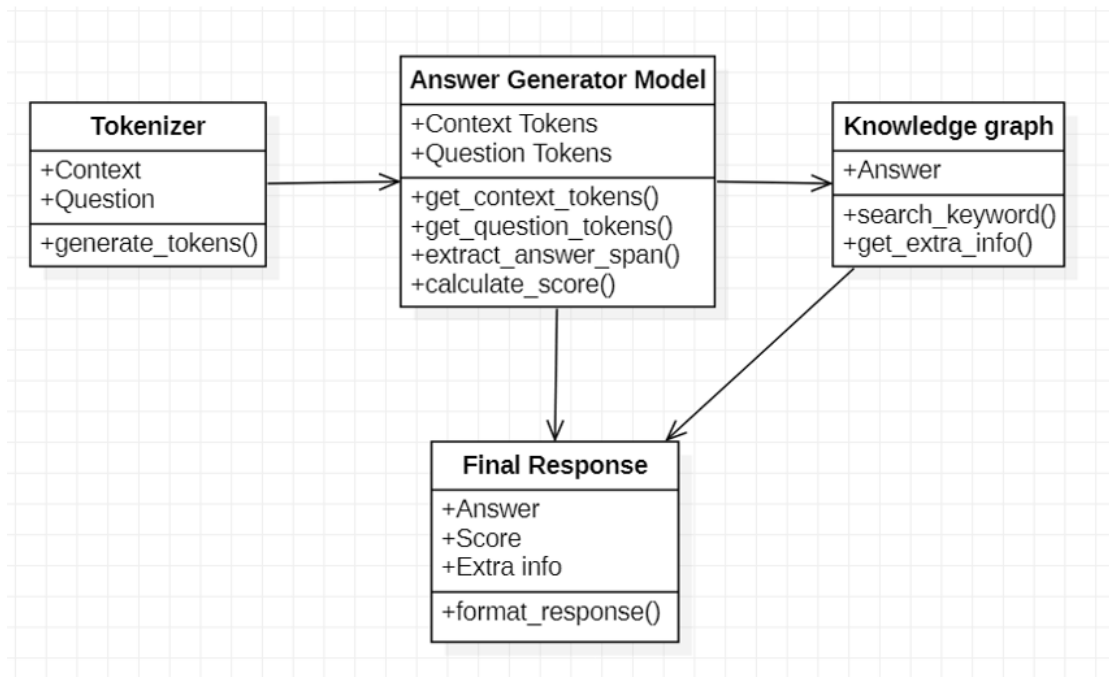 Tokenizer
+Context
+Question
+generate_tokens()
Answer Generator Model
+Context Tokens
+Question Tokens
+get_context_tokens()
+get_question_tokens()
+extract_answer_span()
+calculate_score()
Knowledge graph
+Answer
+search_keyword()
+get_extra_info()
Final Response
+Answer
+Score
+Extra info
+format_response()